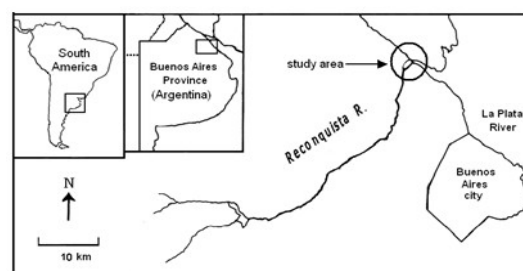 South
America
Buenos Aires
Province
(Argentina)
study area
La Plata
River
Reconquista R.
Buenos
Aires
city
N
10 km